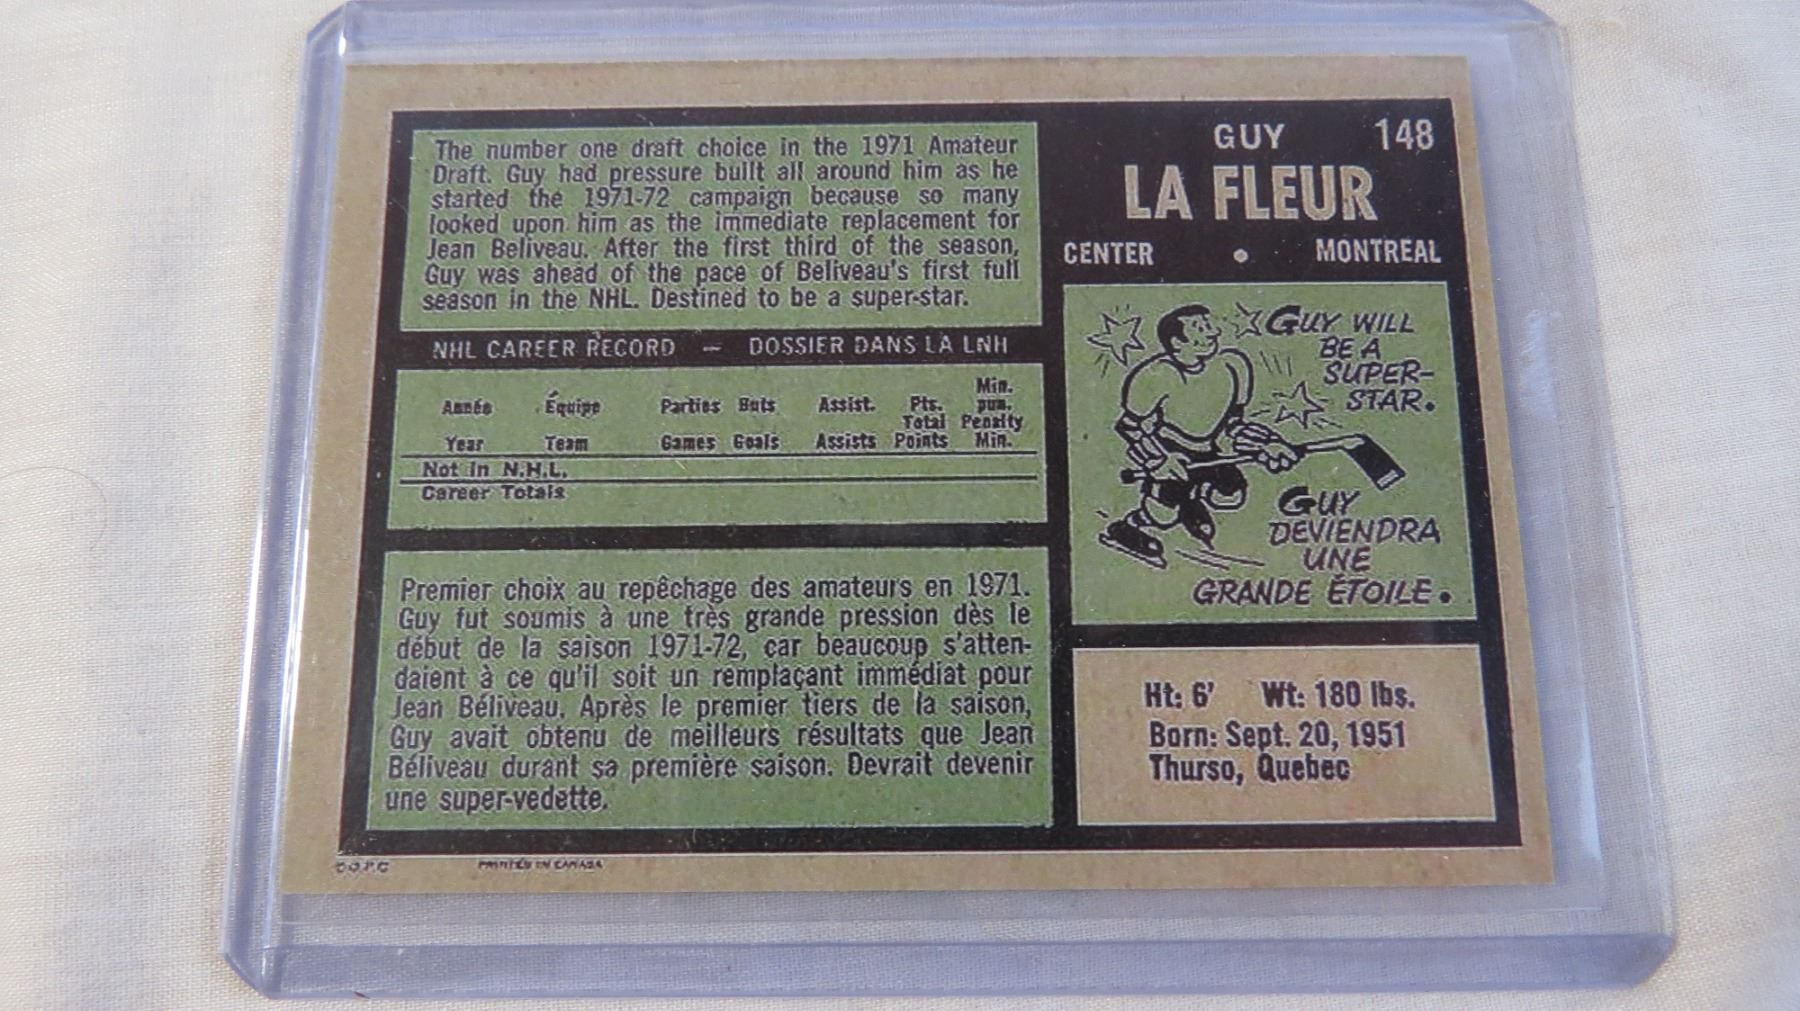 The number one draft choice in the 1971 Amateur
Draft. Guy had pressure built all around him as he
started the 1971-72 campaign because so many
looked upon him as the immediate replacement for
Jean Beliveau. After the first third of the season,
Guy was ahead of the pace of Beliveau's first full
season in the NHL. Destined to be a super-star.
NHL CAREER RECORD — DOSSIER DANS LA LNH
Année Équipe Parties Buts Assist. Pts. Total Min. pun.
Year Team Games Goals Assists Points Penalty Min.
Not in N.H.L.
Career Totals
Premier choix au repêchage des amateurs en 1971.
Guy fut soumis à une très grande pression dès le
début de la saison 1971-72, car beaucoup s'atten-
daient à ce qu'il soit un remplaçant immédiat pour
Jean Béliveau. Après le premier tiers de la saison,
Guy avait obtenu de meilleurs résultats que Jean
Béliveau durant sa première saison. Devrait devenir
une super-vedette.
GUY 148
LA FLEUR
CENTER • MONTREAL
GUY WILL
BE A
SUPER-
STAR.
GUY
DEVIENDRA
UNE
GRANDE ÉTOILE.
Ht: 6' Wt: 180 lbs.
Born: Sept. 20, 1951
Thurso, Quebec
PRINTED IN CANADA